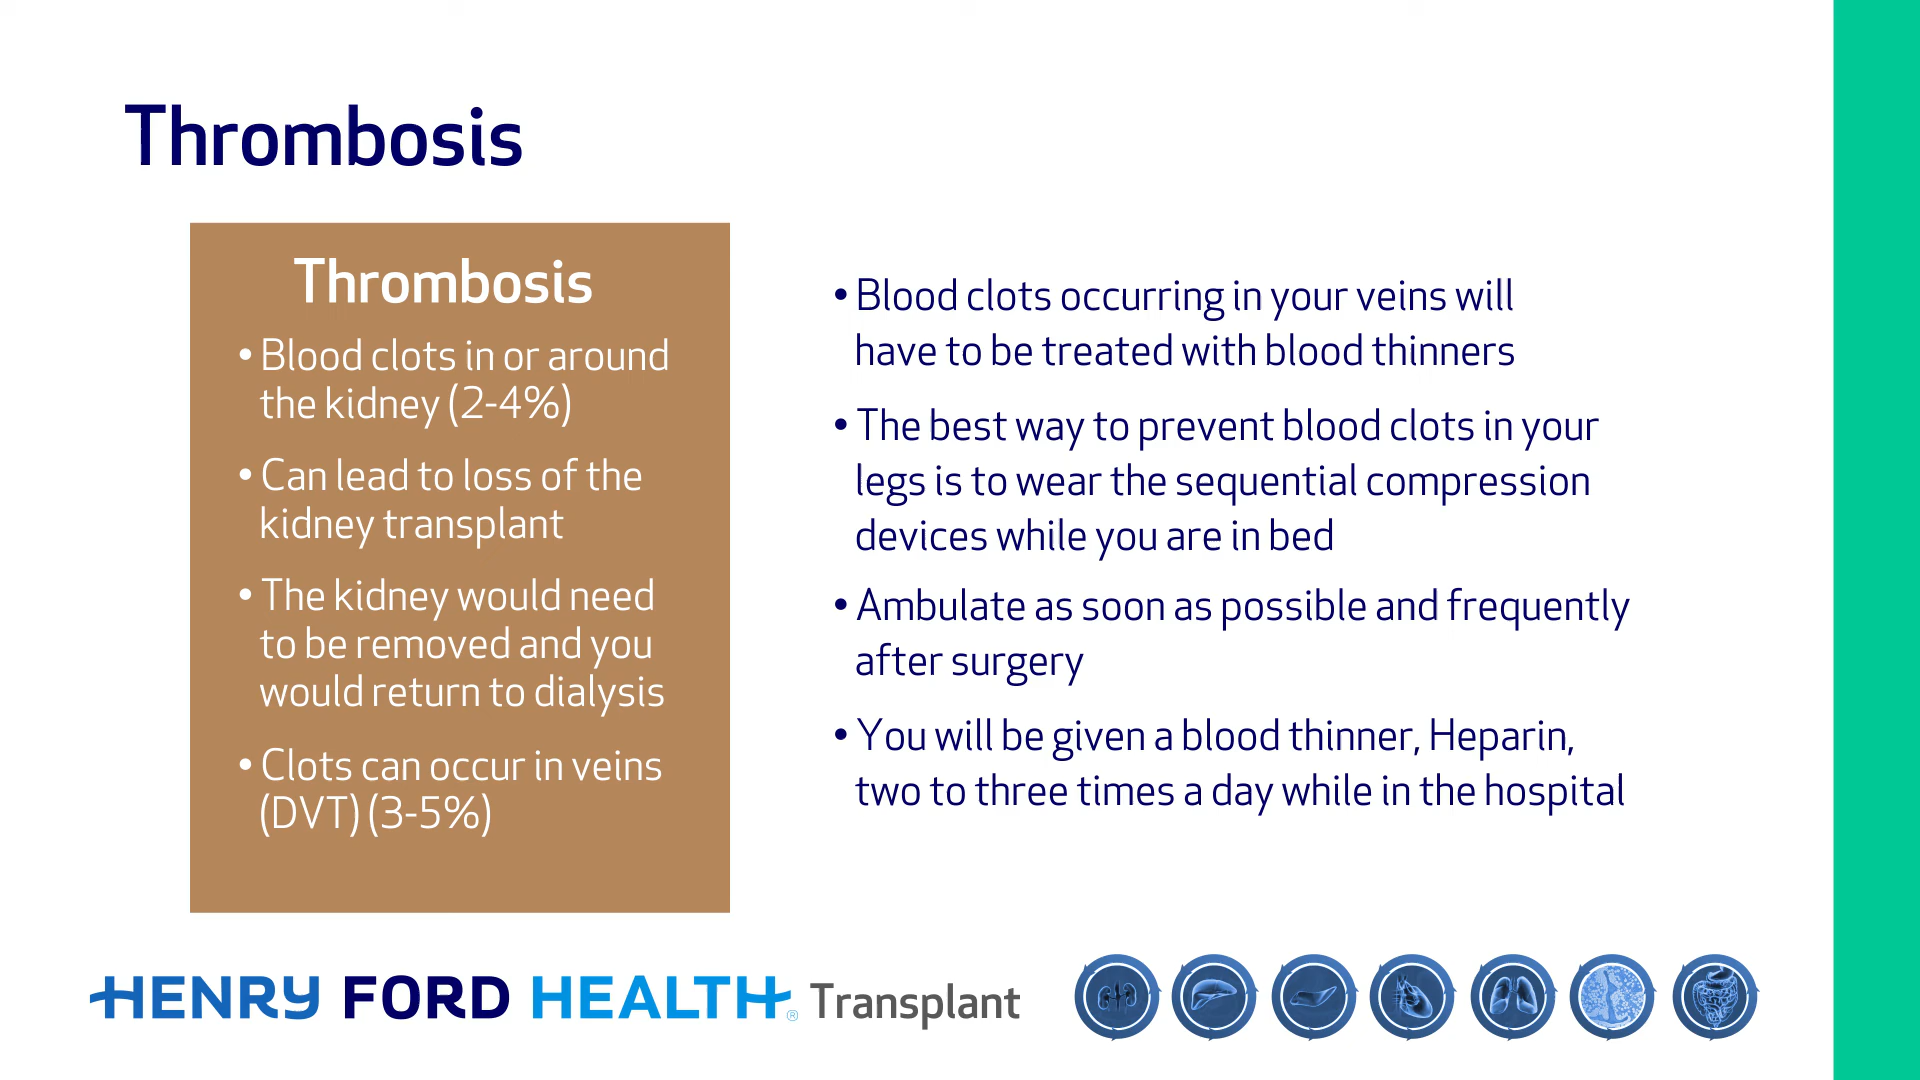 Thrombosis
Thrombosis
• Blood clots in or around
the kidney (2-4%)
• Can lead to loss of the
kidney transplant
• The kidney would need
to be removed and you
would return to dialysis
• Clots can occur in veins
(DVT) (3-5%)
• Blood clots occurring in your veins will
have to be treated with blood thinners
• The best way to prevent blood clots in your
legs is to wear the sequential compression
devices while you are in bed
• Ambulate as soon as possible and frequently
after surgery
• You will be given a blood thinner, Heparin,
two to three times a day while in the hospital
HENRY FORD HEALTH® Transplant